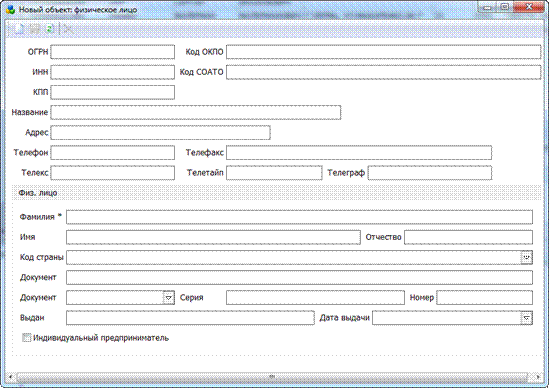 Новый объект: физическое лицо
ОГРН Код ОКПО
ИНН Код СОАТО
КПП
Название
Адрес
Телефон Телефакс
Телекс Телетайп Телеграф
Физ. лицо
Фамилия *
Имя Отчество
Код страны
Документ
Документ Серия Номер
Выдан Дата выдачи
Индивидуальный предприниматель